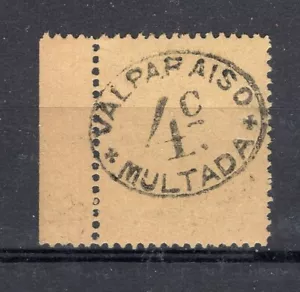 VALPARAISO
4 c
* MULTADA *